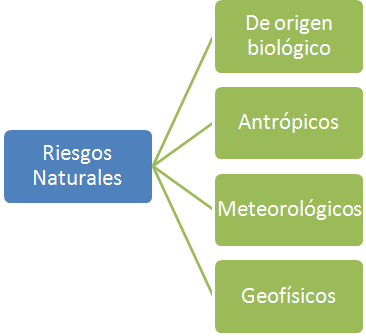 Riesgos
Naturales
De origen
biológico
Antrópicos
Meteorológicos
Geofísicos